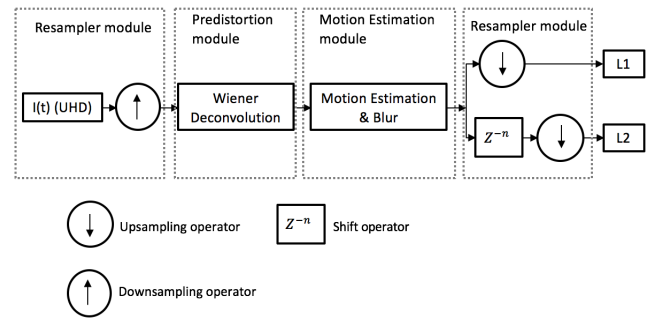 Resampler module
Predistortion
module
Motion Estimation
module
Resampler module
I(t) (UHD)
Wiener
Deconvolution
Motion Estimation
& Blur
L1
Z⁻ⁿ
L2
Upsampling operator
Z⁻ⁿ
Shift operator
Downsampling operator